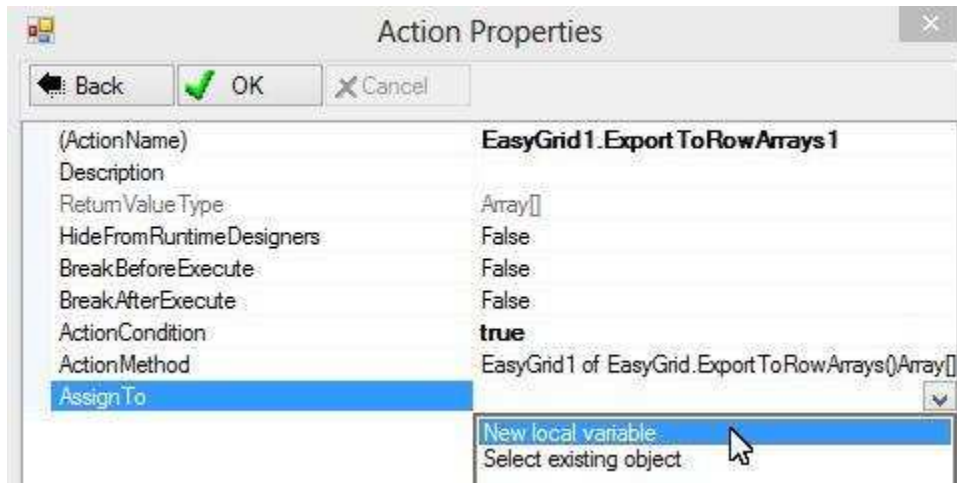 Action Properties
Back OK Cancel
(ActionName) EasyGrid1.ExportToRowArrays1
Description
ReturnValueType Array[]
HideFromRuntimeDesigners False
BreakBeforeExecute False
BreakAfterExecute False
ActionCondition true
ActionMethod EasyGrid1 of EasyGrid.ExportToRowArrays()Array[]
AssignTo
New local variable
Select existing object